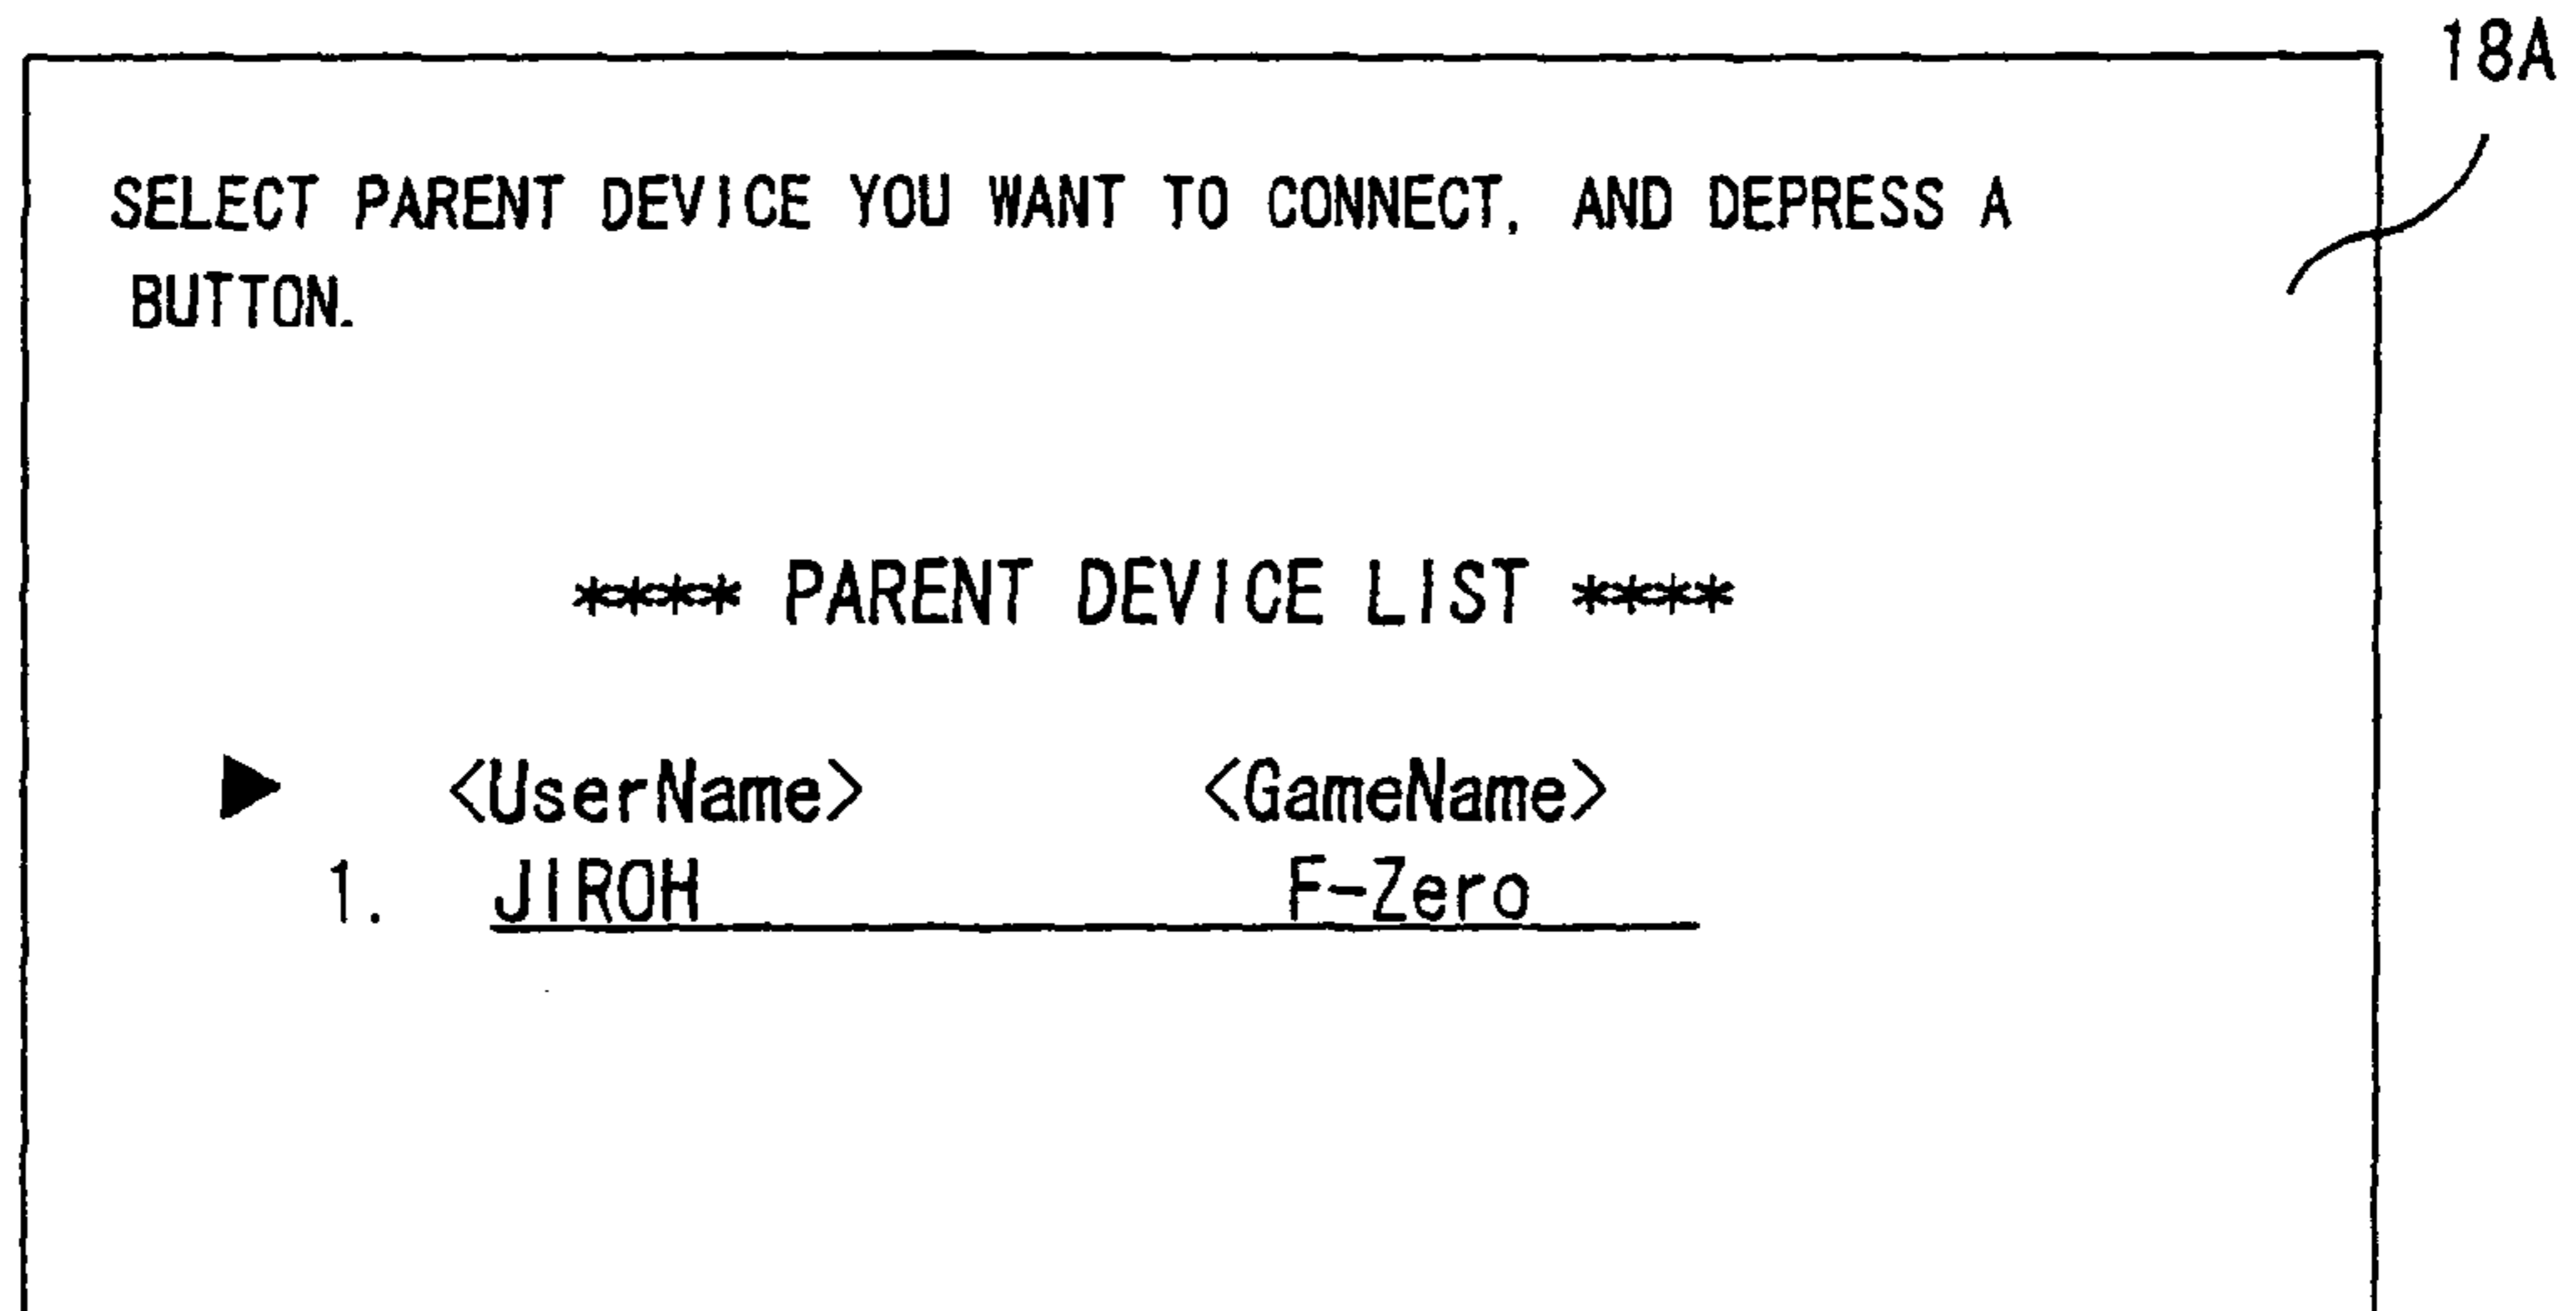 18A
SELECT PARENT DEVICE YOU WANT TO CONNECT, AND DEPRESS A
BUTTON.
**** PARENT DEVICE LIST ****
▶ <UserName> <GameName>
1. JIROH F-Zero